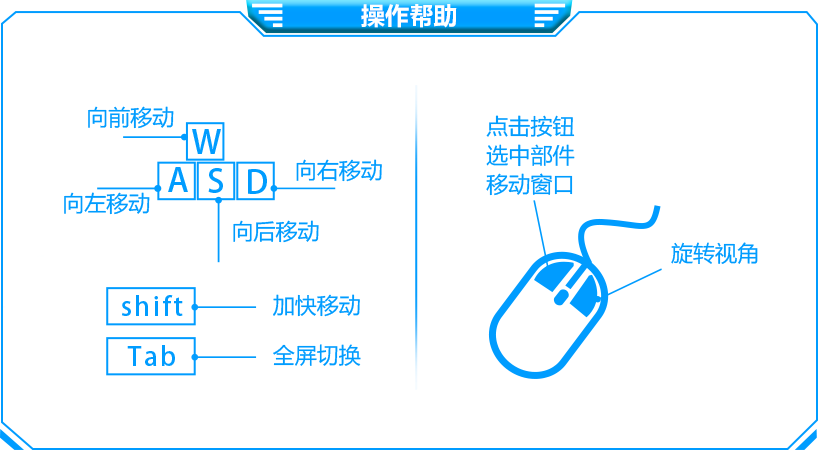 操作帮助
向前移动
W
A S D
向右移动
向左移动
向后移动
shift
加快移动
Tab
全屏切换
点击按钮
选中部件
移动窗口
旋转视角